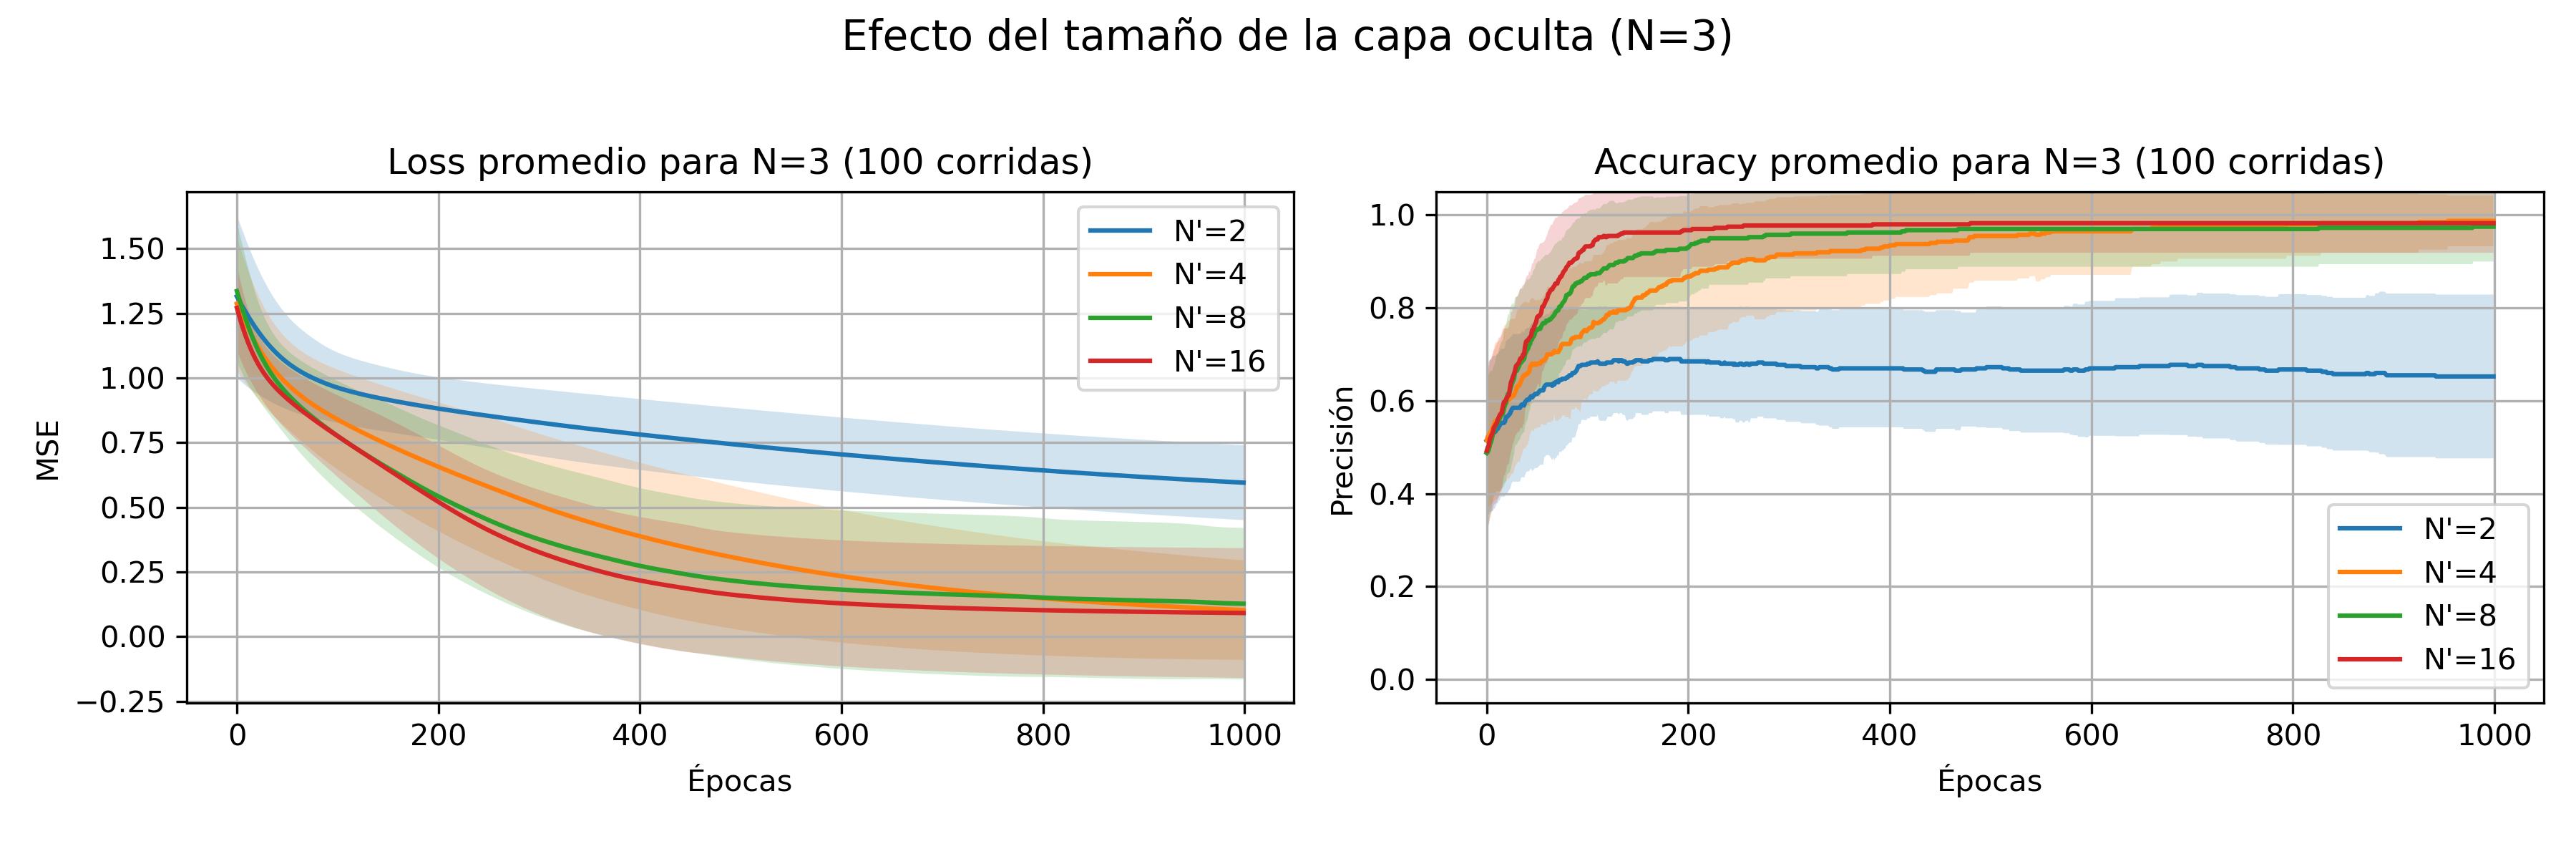 Efecto del tamaño de la capa oculta (N=3)
Loss promedio para N=3 (100 corridas)
MSE
1.50
1.25
1.00
0.75
0.50
0.25
0.00
−0.25
0 200 400 600 800 1000
Épocas
N'=2
N'=4
N'=8
N'=16
Accuracy promedio para N=3 (100 corridas)
Precisión
1.0
0.8
0.6
0.4
0.2
0.0
0 200 400 600 800 1000
Épocas
N'=2
N'=4
N'=8
N'=16